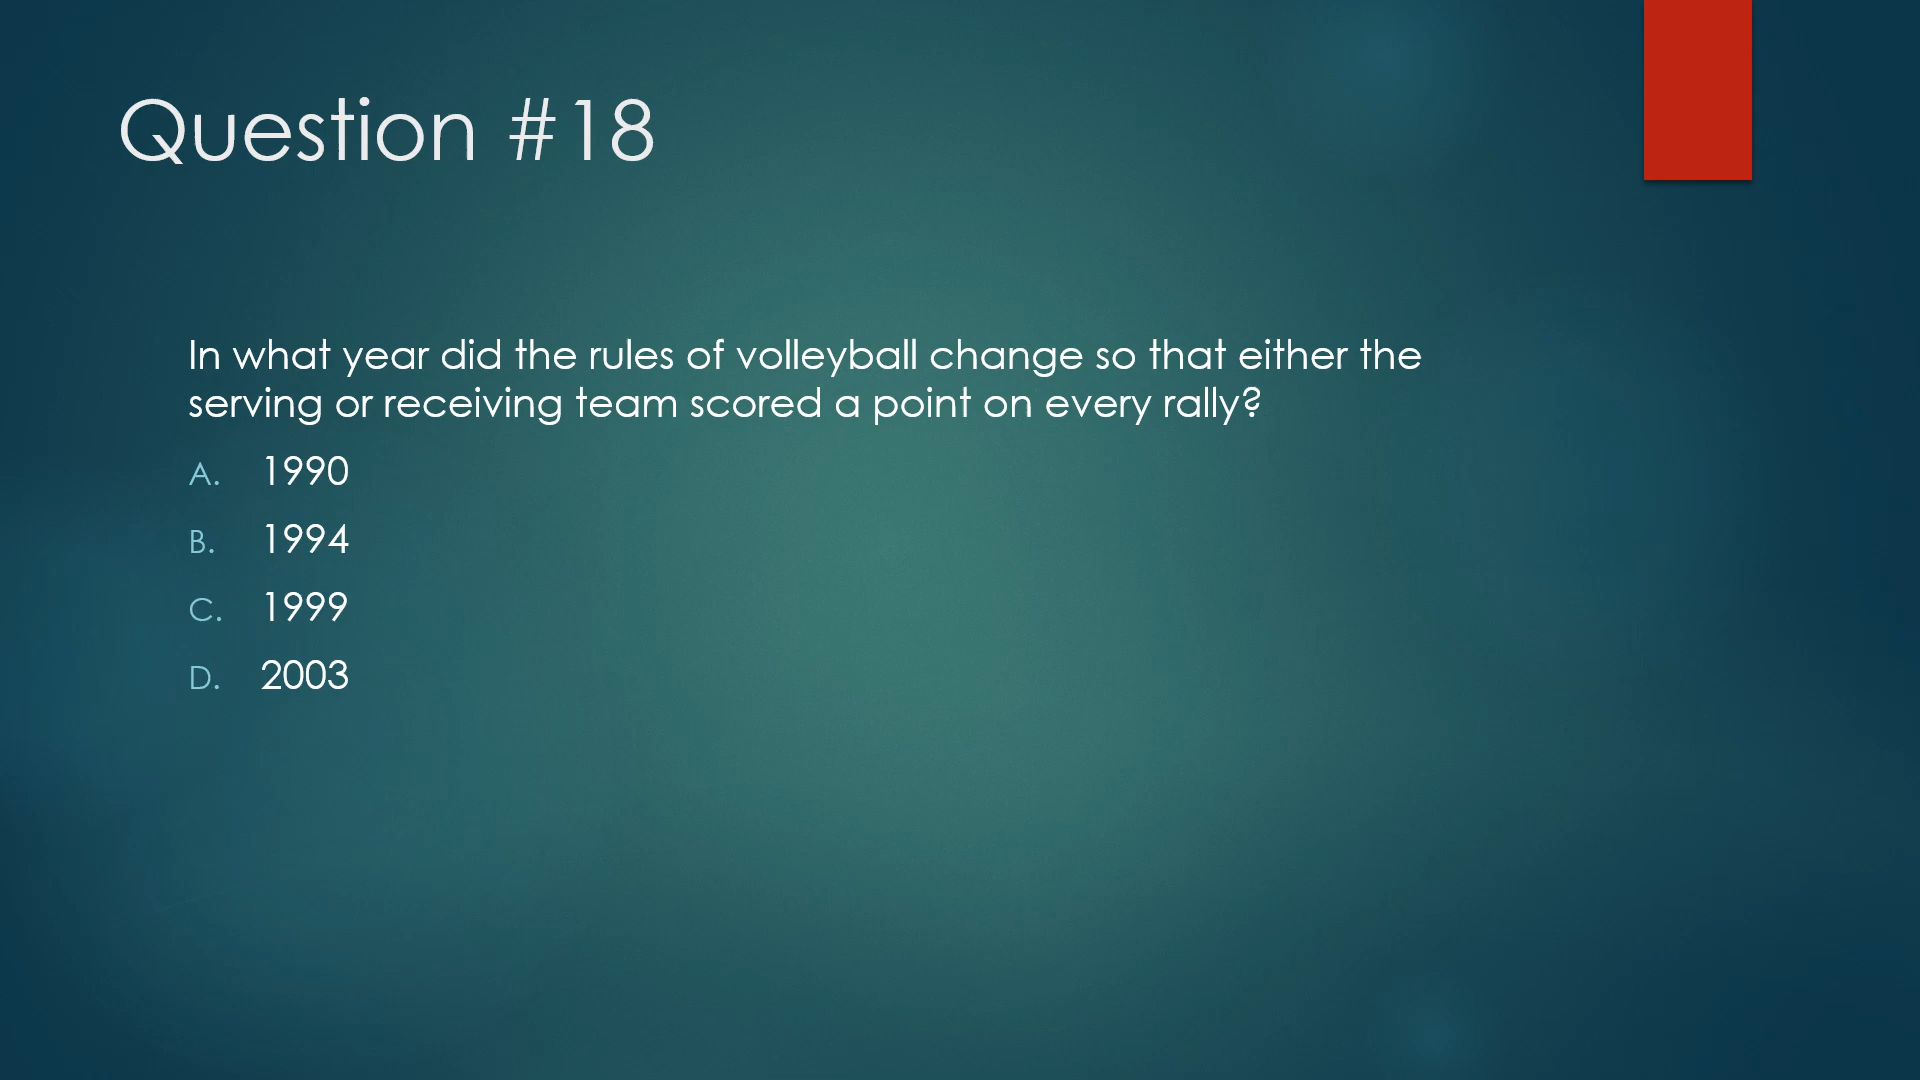 Question #18
In what year did the rules of volleyball change so that either the
serving or receiving team scored a point on every rally?
A. 1990
B. 1994
C. 1999
D. 2003